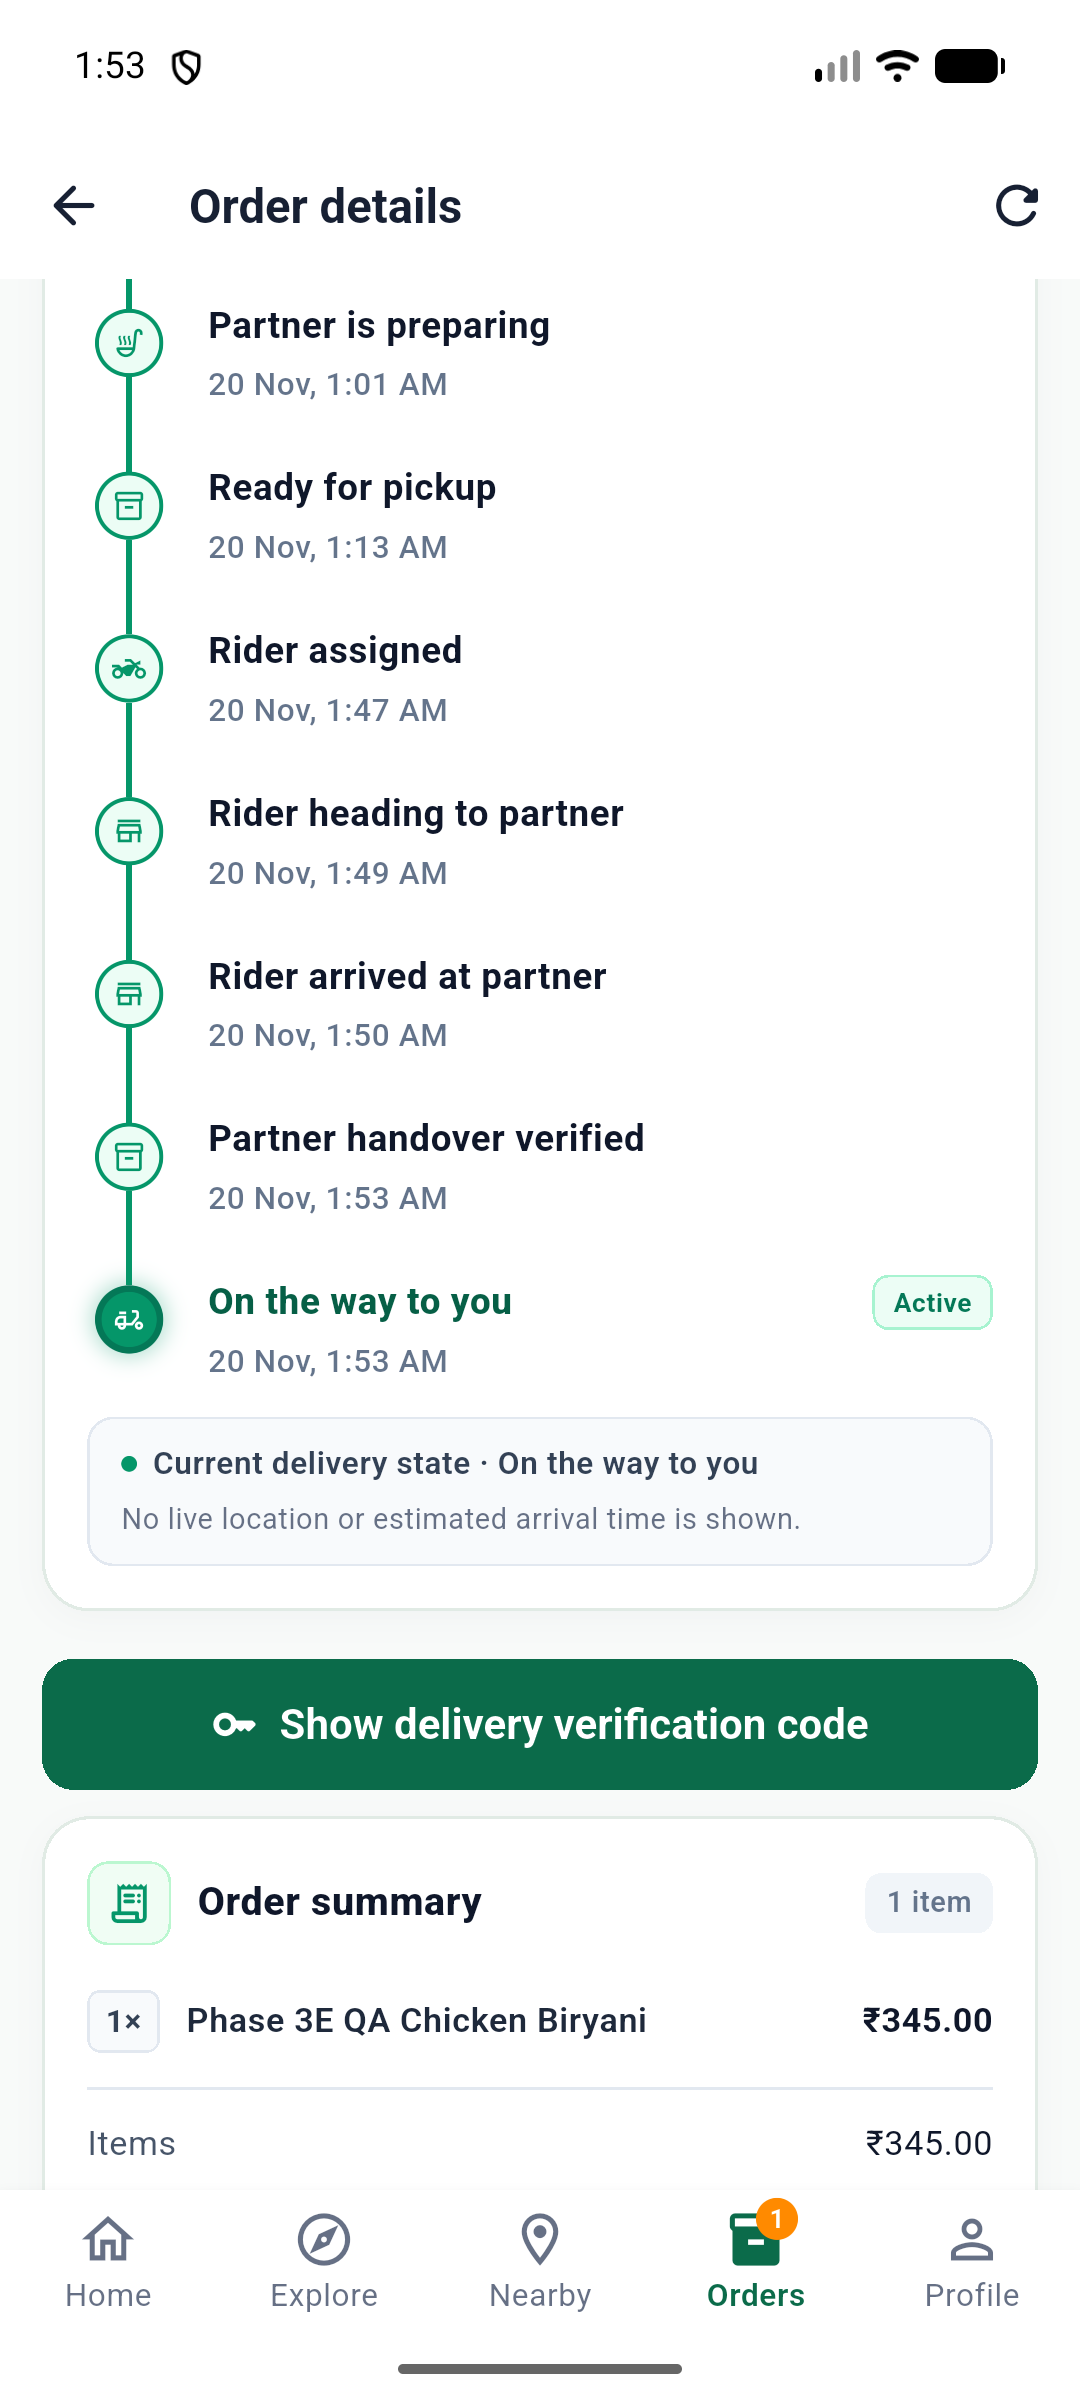 1:53
Order details
Partner is preparing
20 Nov, 1:01 AM
Ready for pickup
20 Nov, 1:13 AM
Rider assigned
20 Nov, 1:47 AM
Rider heading to partner
20 Nov, 1:49 AM
Rider arrived at partner
20 Nov, 1:50 AM
Partner handover verified
20 Nov, 1:53 AM
On the way to you
Active
20 Nov, 1:53 AM
Current delivery state · On the way to you
No live location or estimated arrival time is shown.
Show delivery verification code
Order summary
1 item
1× Phase 3E QA Chicken Biryani ₹345.00
Items ₹345.00
1
Home Explore Nearby Orders Profile